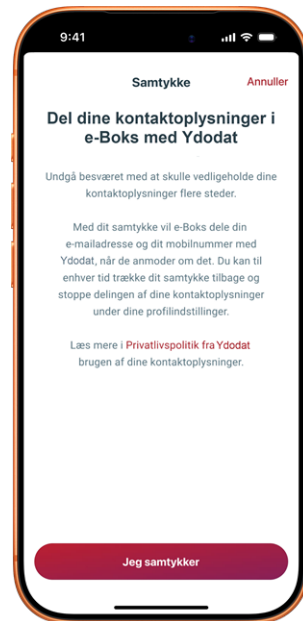 9:41
Samtykke
Annuller
Del dine kontaktoplysninger i
e-Boks med Ydodat
Undgå besværet med at skulle vedligeholde dine
kontaktoplysninger flere steder.
Med dit samtykke vil e-Boks dele din
e-mailadresse og dit mobilnummer med
Ydodat, når de anmoder om det. Du kan til
enhver tid trække dit samtykke tilbage og
stoppe delingen af dine kontaktoplysninger
under dine profilindstillinger.
Læs mere i Privatlivspolitik fra Ydodat
brugen af dine kontaktoplysninger.
Jeg samtykker